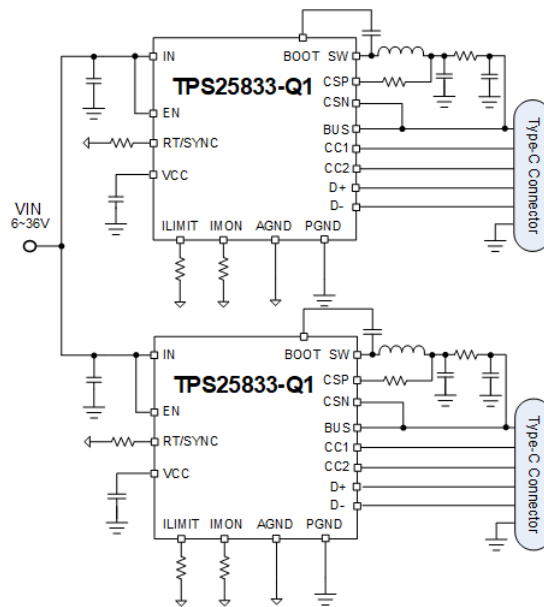 BOOT SW
IN
TPS25833-Q1
CSP
CSN
EN
BUS
RT/SYNC
CC1
CC2
VCC
D+
D-
Type-C Connector
VIN
6~36V
ILIMIT IMON AGND PGND
BOOT SW
IN
TPS25833-Q1
CSP
CSN
EN
BUS
RT/SYNC
CC1
CC2
VCC
D+
D-
Type-C Connector
ILIMIT IMON AGND PGND